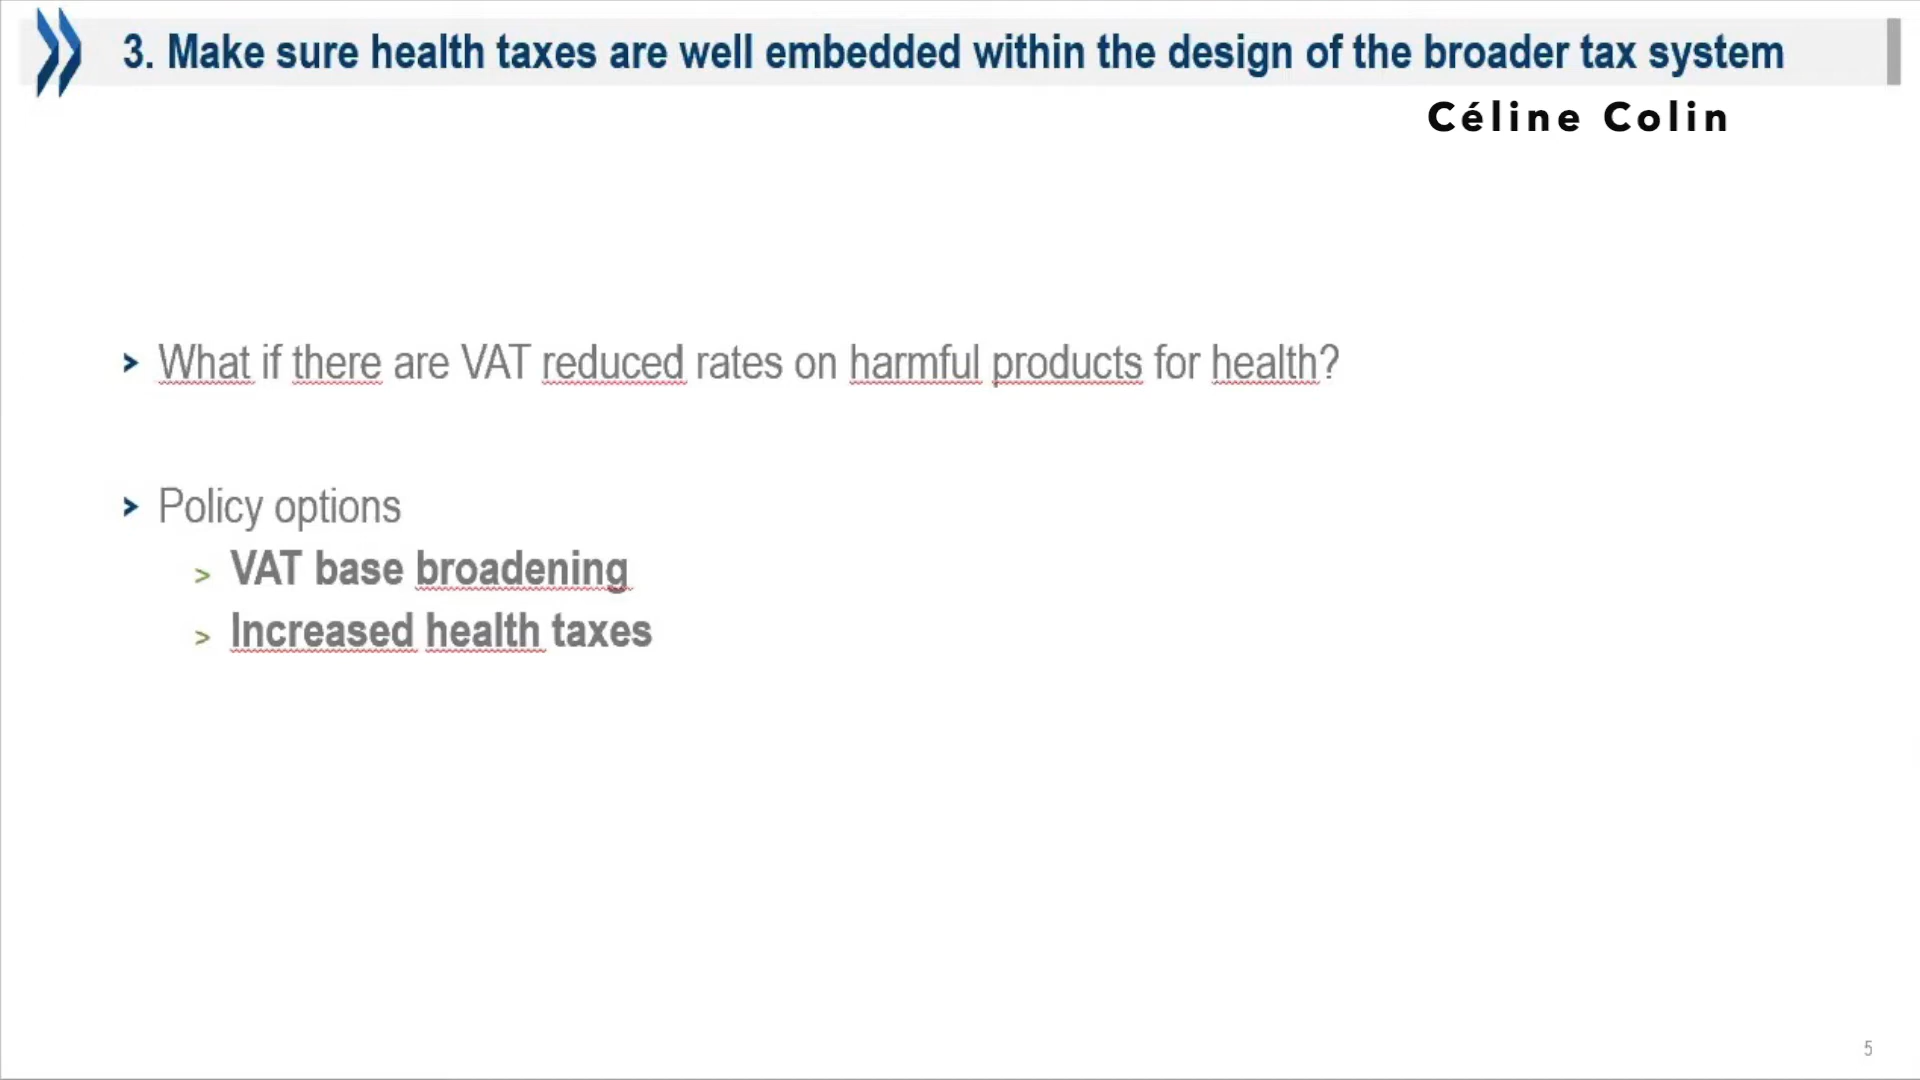 3. Make sure health taxes are well embedded within the design of the broader tax system
Céline Colin
> What if there are VAT reduced rates on harmful products for health?
> Policy options
> VAT base broadening
> Increased health taxes
5